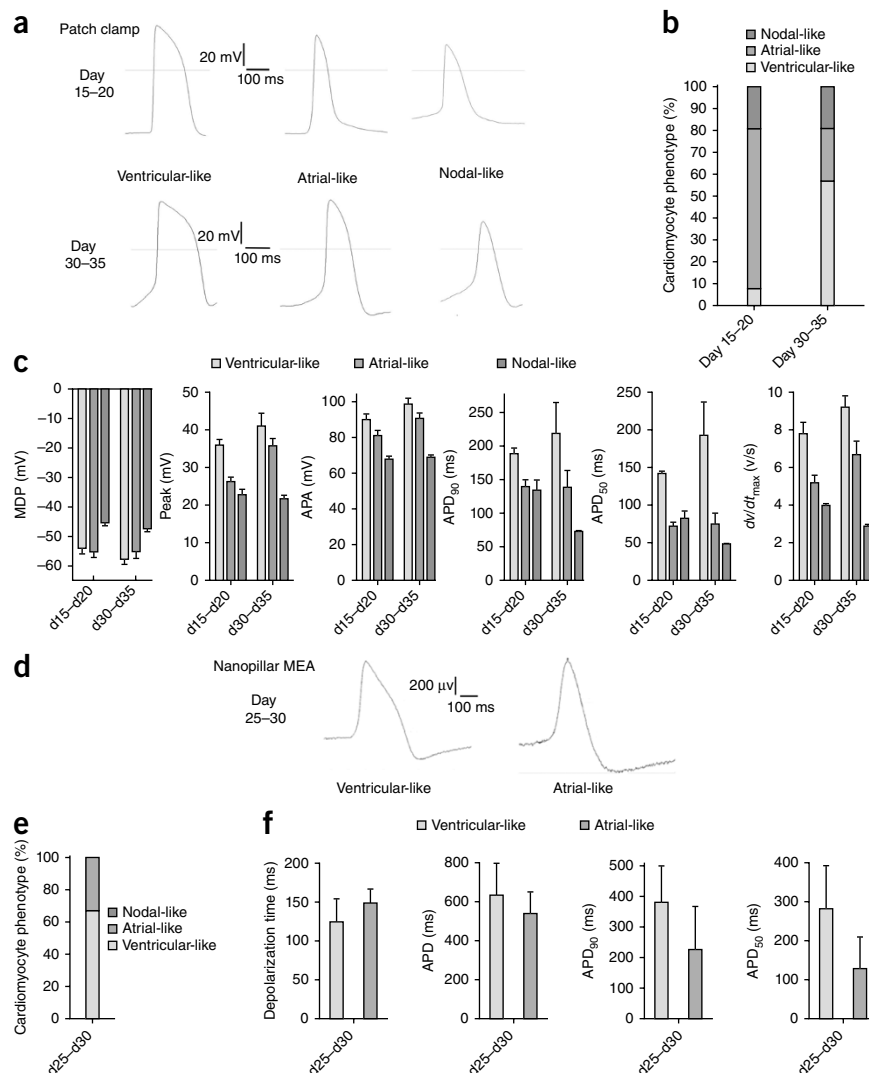 a
Patch clamp
Day
15–20
20 mV
100 ms
Ventricular-like
Atrial-like
Nodal-like
Day
30–35
20 mV
100 ms
b
Nodal-like
Atrial-like
Ventricular-like
Cardiomyocyte phenotype (%)
100
90
80
70
60
50
40
30
20
10
0
Day 15–20
Day 30–35
c
Ventricular-like
Atrial-like
Nodal-like
MDP (mV)
0
−10
−20
−30
−40
−50
−60
d15–d20
d30–d35
Peak (mV)
50
40
30
20
10
0
d15–d20
d30–d35
APA (mV)
100
80
60
40
20
0
d15–d20
d30–d35
APD90 (ms)
250
200
150
100
50
0
d15–d20
d30–d35
APD50 (ms)
250
200
150
100
50
0
d15–d20
d30–d35
dv/dtmax (v/s)
10
8
6
4
2
0
d15–d20
d30–d35
d
Nanopillar MEA
Day
25–30
200 μv
100 ms
Ventricular-like
Atrial-like
e
Cardiomyocyte phenotype (%)
100
80
60
40
20
0
Nodal-like
Atrial-like
Ventricular-like
d25–d30
f
Ventricular-like
Atrial-like
Depolarization time (ms)
200
150
100
50
0
d25–d30
APD (ms)
800
600
400
200
0
d25–d30
APD90 (ms)
500
400
300
200
100
0
d25–d30
APD50 (ms)
400
300
200
100
0
d25–d30